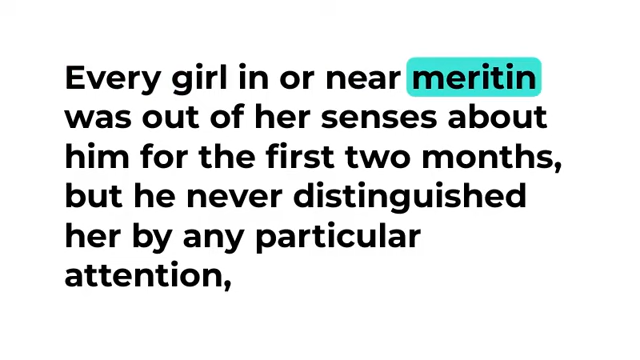 Every girl in or near meritin
was out of her senses about
him for the first two months,
but he never distinguished
her by any particular
attention,